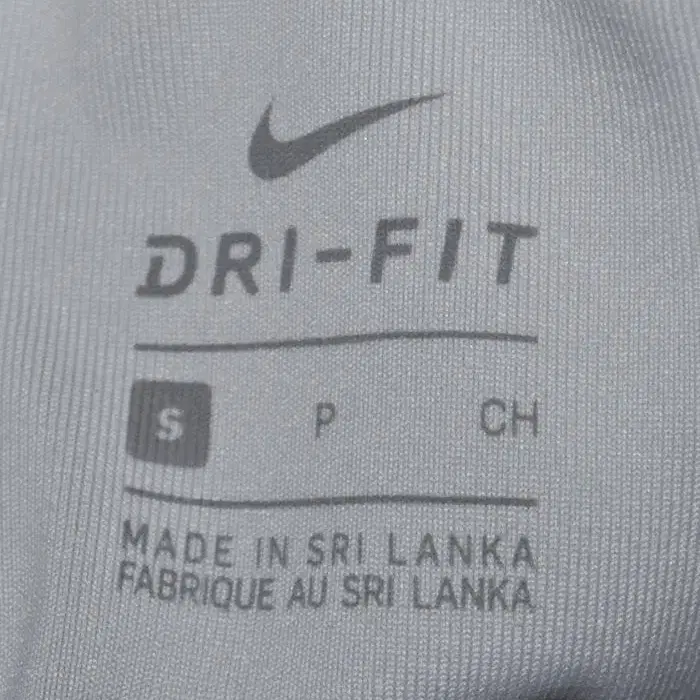 DRI-FIT
S P CH
MADE IN SRI LANKA
FABRIQUE AU SRI LANKA